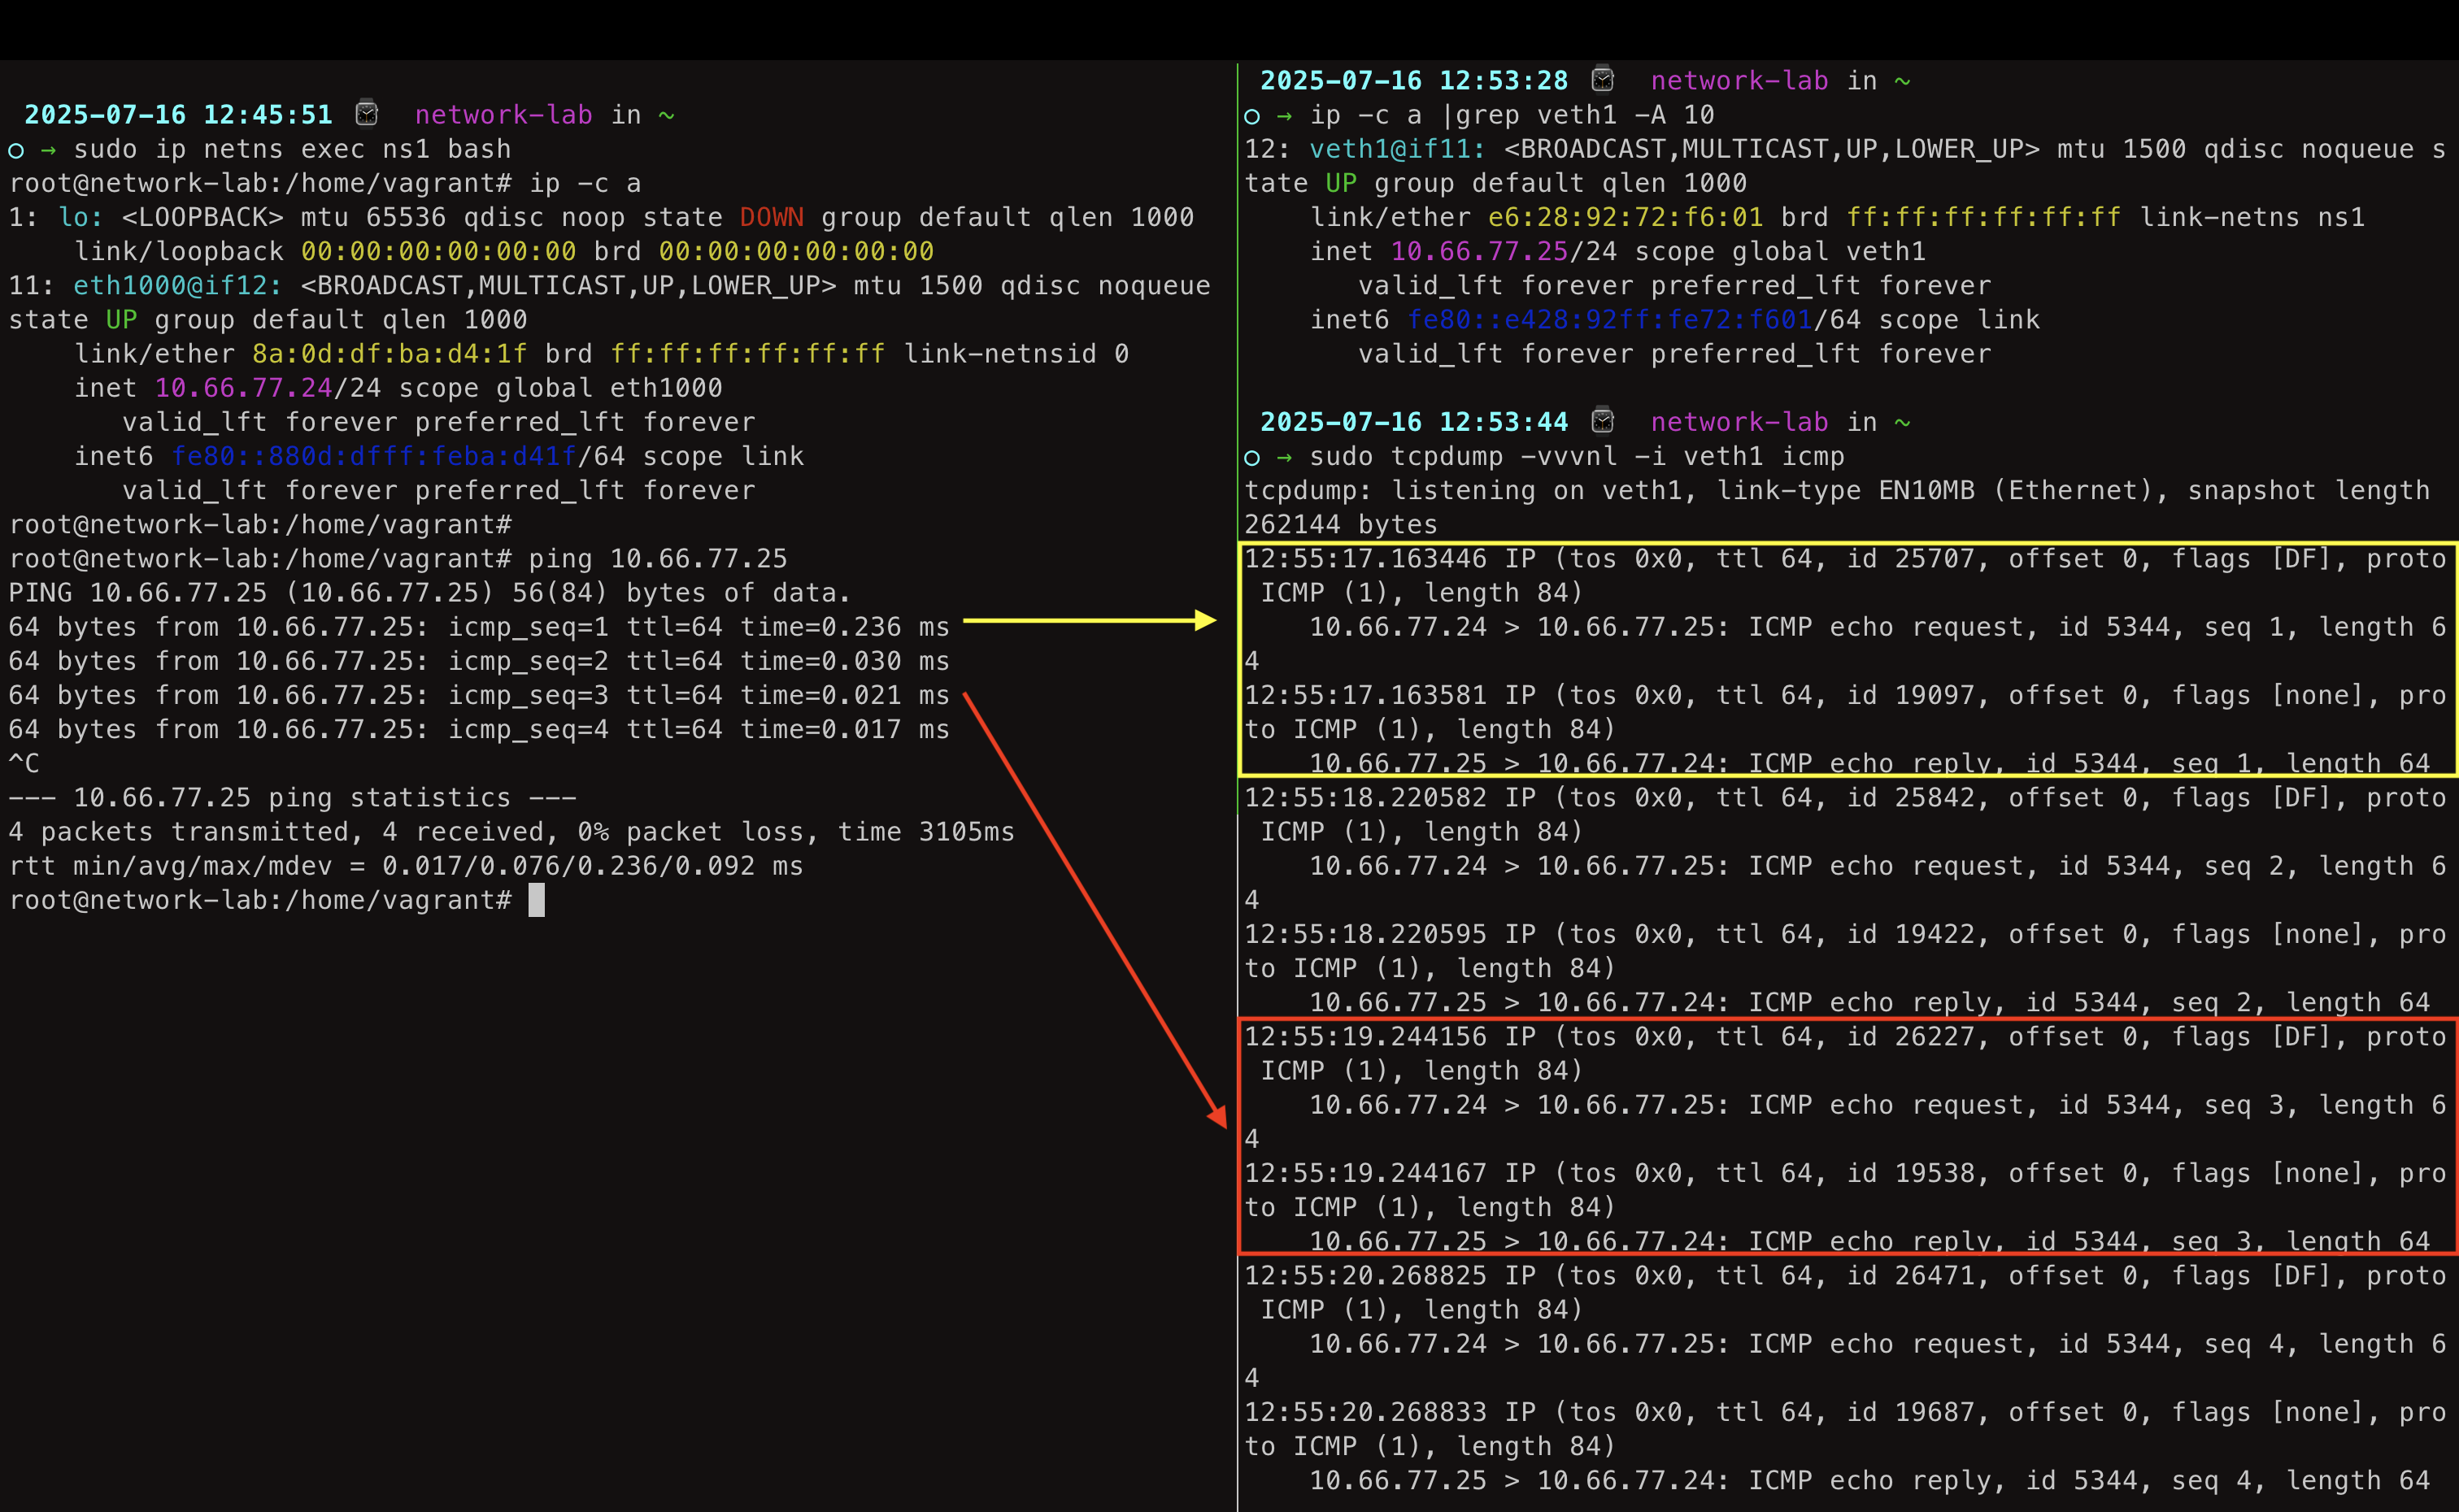 2025-07-16 12:45:51 ⌚ network-lab in ~
○ → sudo ip netns exec ns1 bash
root@network-lab:/home/vagrant# ip -c a
1: lo: <LOOPBACK> mtu 65536 qdisc noop state DOWN group default qlen 1000
    link/loopback 00:00:00:00:00:00 brd 00:00:00:00:00:00
11: eth1000@if12: <BROADCAST,MULTICAST,UP,LOWER_UP> mtu 1500 qdisc noqueue
state UP group default qlen 1000
    link/ether 8a:0d:df:ba:d4:1f brd ff:ff:ff:ff:ff:ff link-netnsid 0
    inet 10.66.77.24/24 scope global eth1000
       valid_lft forever preferred_lft forever
    inet6 fe80::880d:dfff:feba:d41f/64 scope link
       valid_lft forever preferred_lft forever
root@network-lab:/home/vagrant#
root@network-lab:/home/vagrant# ping 10.66.77.25
PING 10.66.77.25 (10.66.77.25) 56(84) bytes of data.
64 bytes from 10.66.77.25: icmp_seq=1 ttl=64 time=0.236 ms
64 bytes from 10.66.77.25: icmp_seq=2 ttl=64 time=0.030 ms
64 bytes from 10.66.77.25: icmp_seq=3 ttl=64 time=0.021 ms
64 bytes from 10.66.77.25: icmp_seq=4 ttl=64 time=0.017 ms
^C
--- 10.66.77.25 ping statistics ---
4 packets transmitted, 4 received, 0% packet loss, time 3105ms
rtt min/avg/max/mdev = 0.017/0.076/0.236/0.092 ms
root@network-lab:/home/vagrant#
2025-07-16 12:53:28 ⌚ network-lab in ~
○ → ip -c a |grep veth1 -A 10
12: veth1@if11: <BROADCAST,MULTICAST,UP,LOWER_UP> mtu 1500 qdisc noqueue s
tate UP group default qlen 1000
    link/ether e6:28:92:72:f6:01 brd ff:ff:ff:ff:ff:ff link-netns ns1
    inet 10.66.77.25/24 scope global veth1
       valid_lft forever preferred_lft forever
    inet6 fe80::e428:92ff:fe72:f601/64 scope link
       valid_lft forever preferred_lft forever
2025-07-16 12:53:44 ⌚ network-lab in ~
○ → sudo tcpdump -vvvnl -i veth1 icmp
tcpdump: listening on veth1, link-type EN10MB (Ethernet), snapshot length
262144 bytes
12:55:17.163446 IP (tos 0x0, ttl 64, id 25707, offset 0, flags [DF], proto
 ICMP (1), length 84)
    10.66.77.24 > 10.66.77.25: ICMP echo request, id 5344, seq 1, length 6
4
12:55:17.163581 IP (tos 0x0, ttl 64, id 19097, offset 0, flags [none], pro
to ICMP (1), length 84)
    10.66.77.25 > 10.66.77.24: ICMP echo reply, id 5344, seq 1, length 64
12:55:18.220582 IP (tos 0x0, ttl 64, id 25842, offset 0, flags [DF], proto
 ICMP (1), length 84)
    10.66.77.24 > 10.66.77.25: ICMP echo request, id 5344, seq 2, length 6
4
12:55:18.220595 IP (tos 0x0, ttl 64, id 19422, offset 0, flags [none], pro
to ICMP (1), length 84)
    10.66.77.25 > 10.66.77.24: ICMP echo reply, id 5344, seq 2, length 64
12:55:19.244156 IP (tos 0x0, ttl 64, id 26227, offset 0, flags [DF], proto
 ICMP (1), length 84)
    10.66.77.24 > 10.66.77.25: ICMP echo request, id 5344, seq 3, length 6
4
12:55:19.244167 IP (tos 0x0, ttl 64, id 19538, offset 0, flags [none], pro
to ICMP (1), length 84)
    10.66.77.25 > 10.66.77.24: ICMP echo reply, id 5344, seq 3, length 64
12:55:20.268825 IP (tos 0x0, ttl 64, id 26471, offset 0, flags [DF], proto
 ICMP (1), length 84)
    10.66.77.24 > 10.66.77.25: ICMP echo request, id 5344, seq 4, length 6
4
12:55:20.268833 IP (tos 0x0, ttl 64, id 19687, offset 0, flags [none], pro
to ICMP (1), length 84)
    10.66.77.25 > 10.66.77.24: ICMP echo reply, id 5344, seq 4, length 64